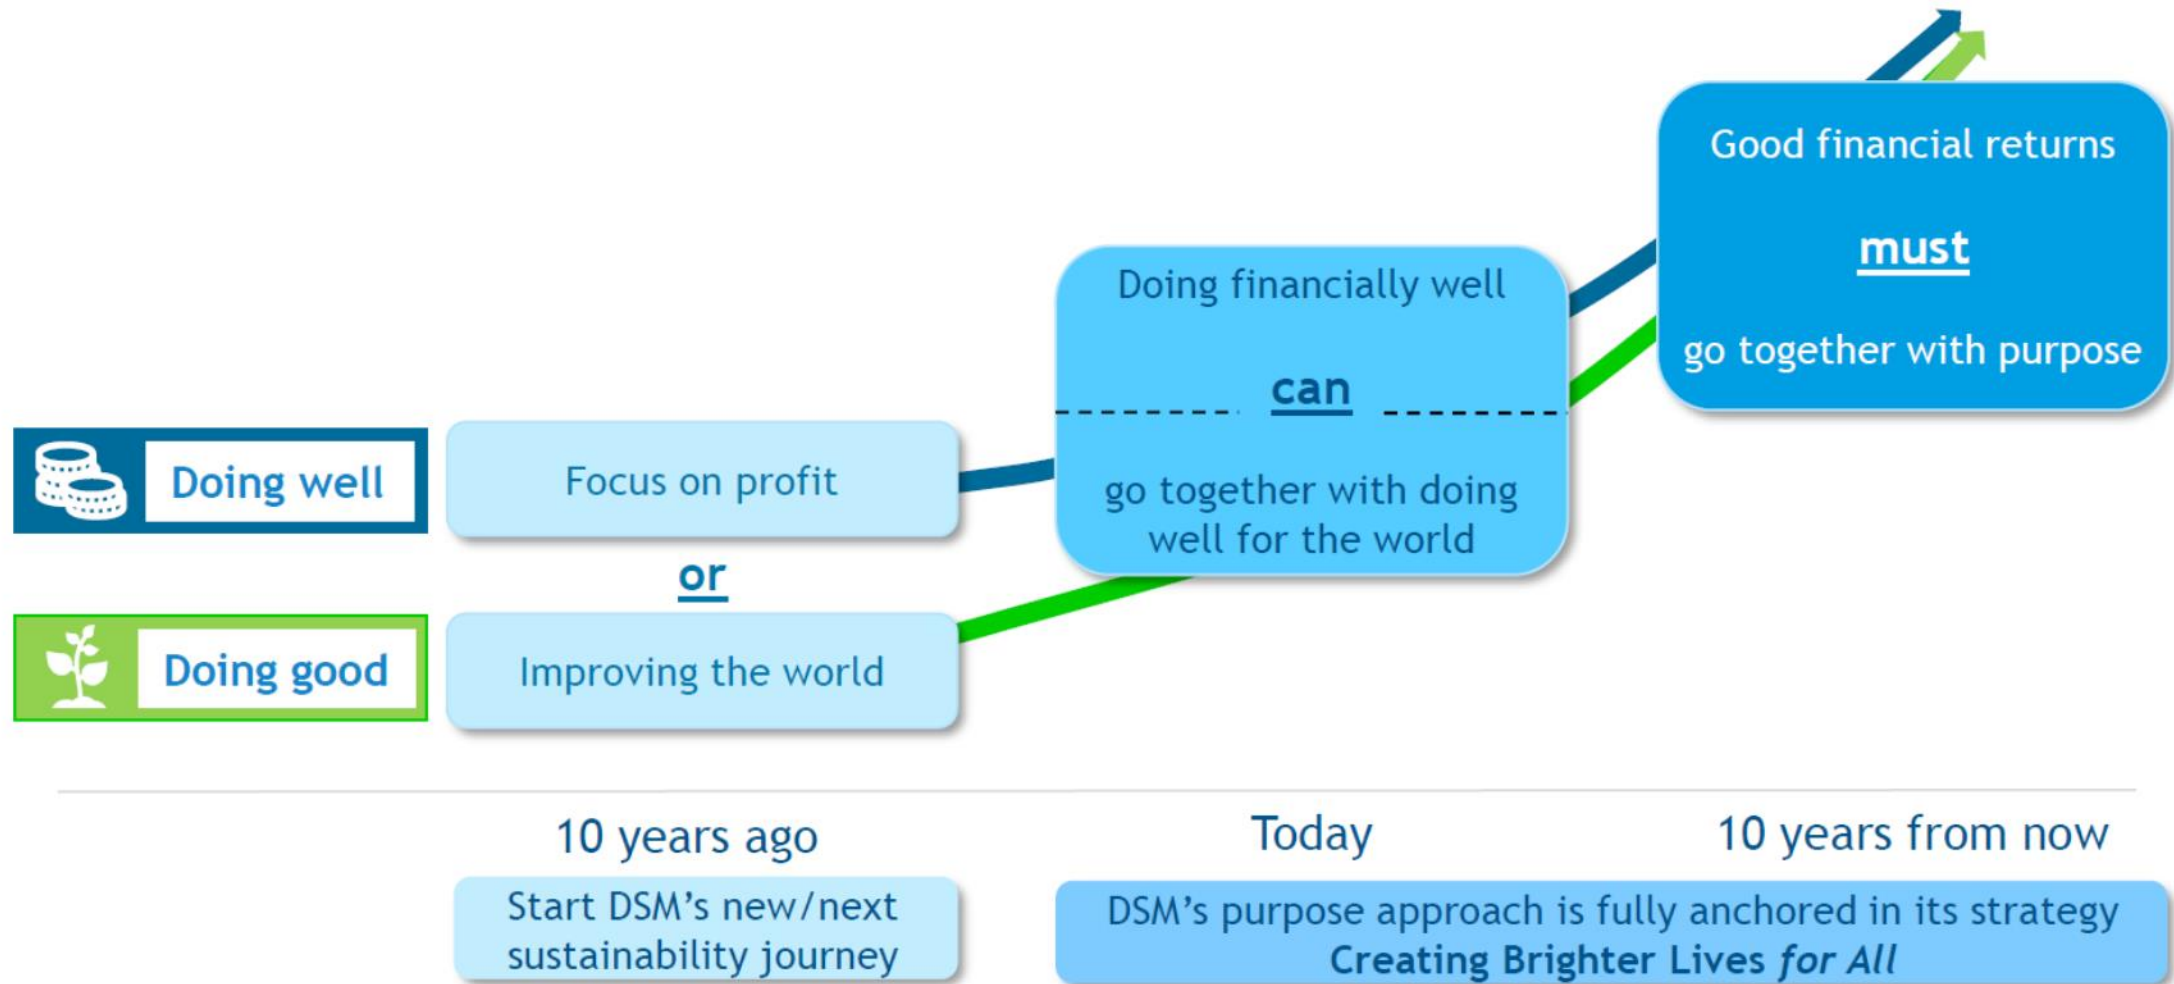 Good financial returns
must
go together with purpose
Doing financially well
can
go together with doing
well for the world
Doing well
Focus on profit
or
Doing good
Improving the world
10 years ago
Today
10 years from now
Start DSM’s new/next
sustainability journey
DSM’s purpose approach is fully anchored in its strategy
Creating Brighter Lives for All